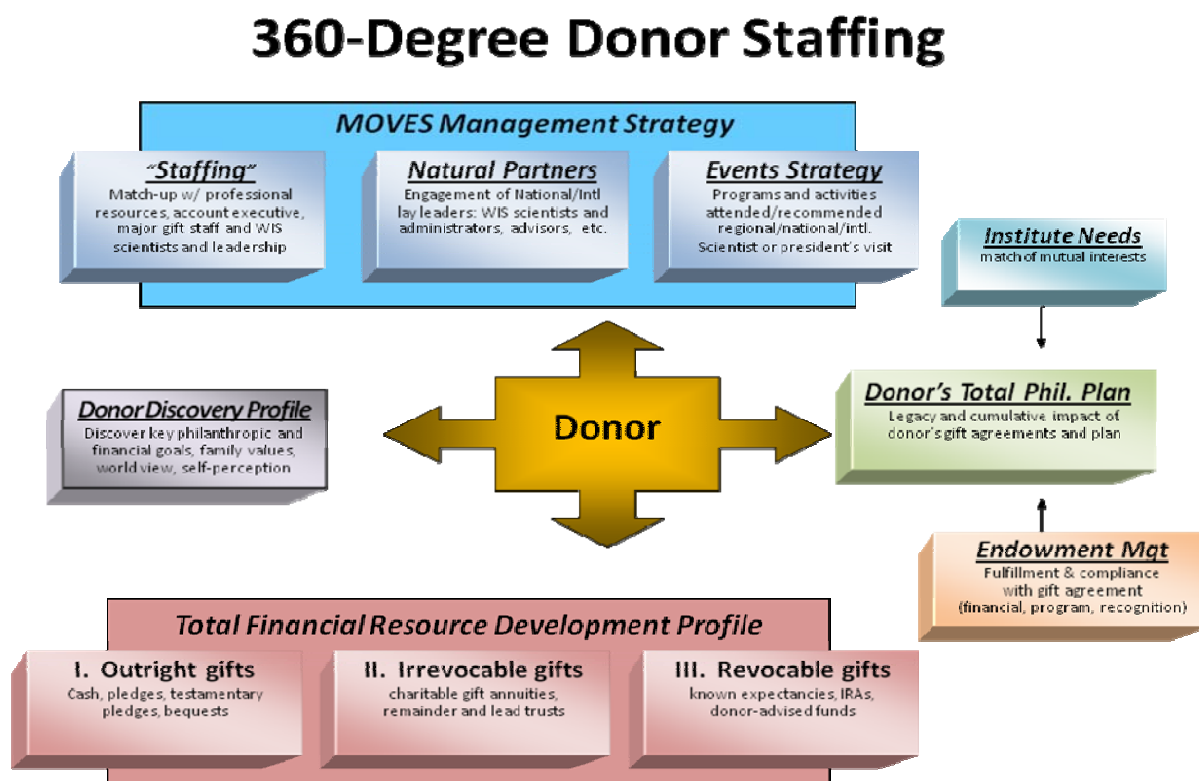 360-Degree Donor Staffing
MOVES Management Strategy
"Staffing"
Match-up w/ professional
resources, account executive,
major gift staff and WIS
scientists and leadership
Natural Partners
Engagement of National/Intl
lay leaders: WIS scientists and
administrators, advisors, etc.
Events Strategy
Programs and activities
attended/recommended
regional/national/intl.
Scientist or president's visit
Institute Needs
match of mutual interests
Donor Discovery Profile
Discover key philanthropic and
financial goals, family values,
world view, self-perception
Donor
Donor's Total Phil. Plan
Legacy and cumulative impact of
donor's gift agreements and plan
Endowment Mgt
Fulfillment & compliance
with gift agreement
(financial, program, recognition)
Total Financial Resource Development Profile
I. Outright gifts
Cash, pledges, testamentary
pledges, bequests
II. Irrevocable gifts
charitable gift annuities,
remainder and lead trusts
III. Revocable gifts
known expectancies, IRAs,
donor-advised funds